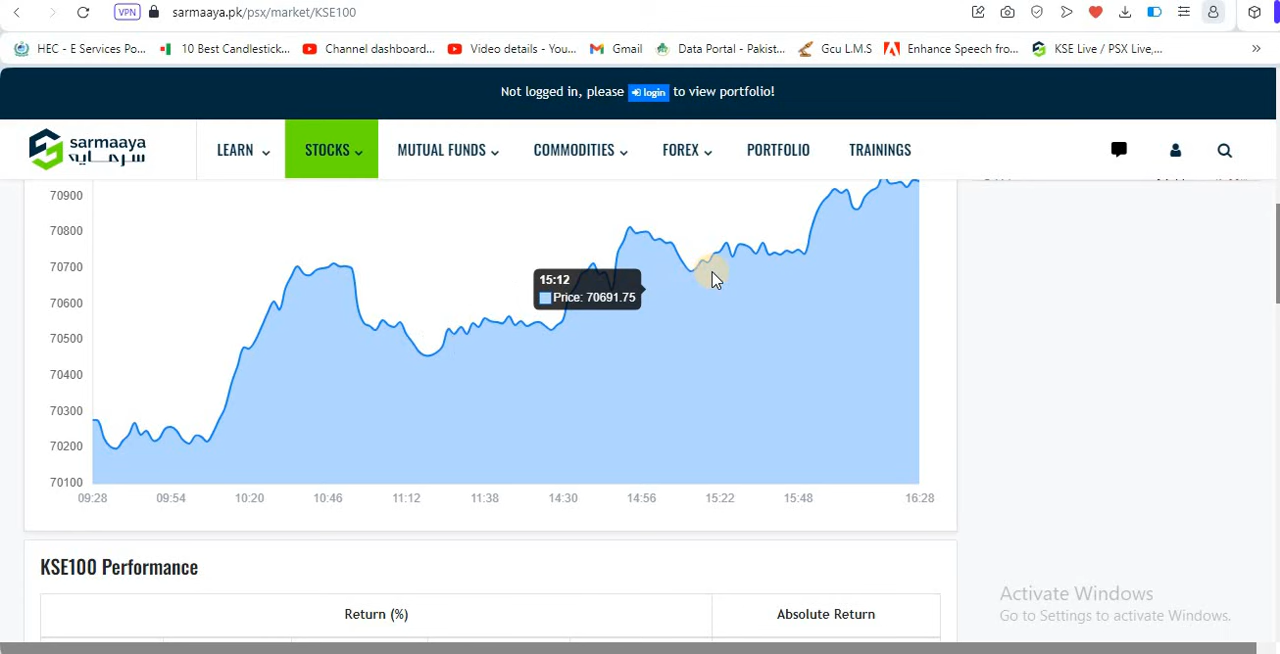 VPN sarmaaya.pk/psx/market/KSE100
HEC - E Services Po... 10 Best Candlestick... Channel dashboard... Video details - You... Gmail Data Portal - Pakist... Gcu L.M.S Enhance Speech fro... KSE Live / PSX Live,...
Not logged in, please login to view portfolio!
sarmaaya
سرمایہ
LEARN STOCKS MUTUAL FUNDS COMMODITIES FOREX PORTFOLIO TRAININGS
70900
70800
70700
70600
70500
70400
70300
70200
70100
15:12
Price: 70691.75
09:28 09:54 10:20 10:46 11:12 11:38 14:30 14:56 15:22 15:48 16:28
KSE100 Performance
Return (%) Absolute Return
Activate Windows
Go to Settings to activate Windows.